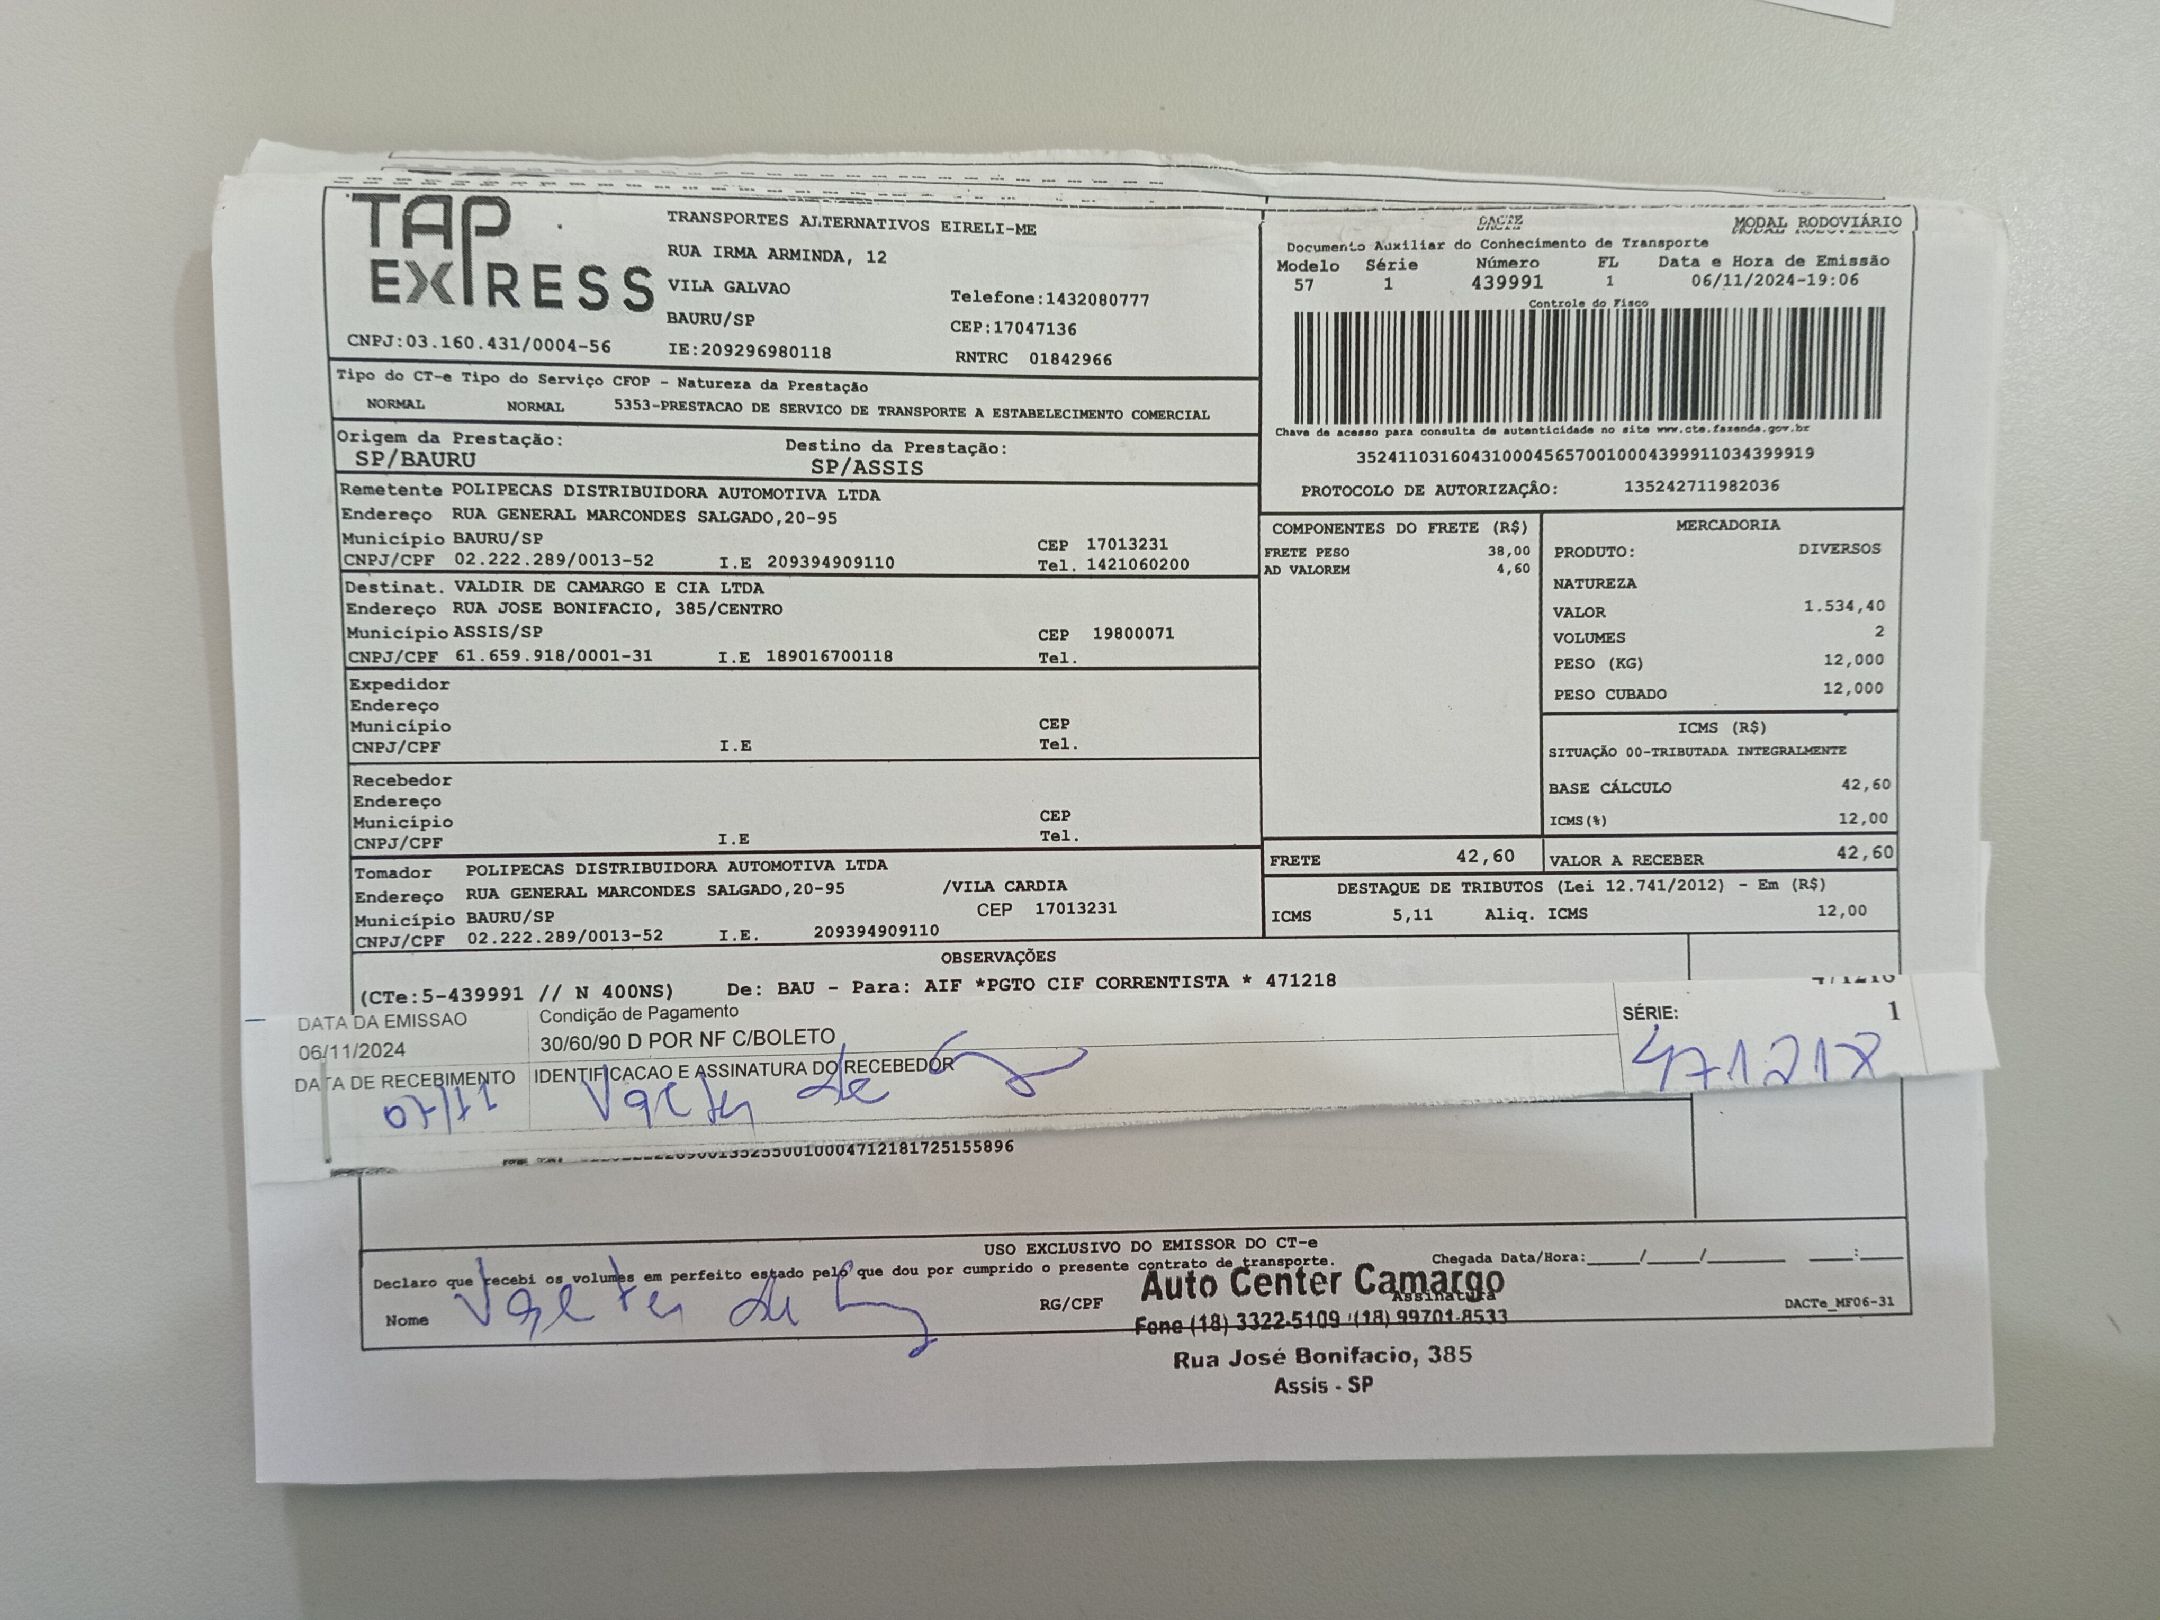 TAP
EXPRESS
CNPJ:03.160.431/0004-56
TRANSPORTES ALTERNATIVOS EIRELI-ME
RUA IRMA ARMINDA, 12
VILA GALVAO
Telefone:1432080777
BAURU/SP
CEP:17047136
IE:209296980118
RNTRC 01842966
DACTE
MODAL RODOVIÁRIO
Documento Auxiliar do Conhecimento de Transporte
Modelo Série Número FL Data e Hora de Emissão
57 1 439991 1 06/11/2024-19:06
Controle do Fisco
Chave de acesso para consulta de autenticidade no site www.cte.fazenda.gov.br
35241103160431000456570010004399911034399919
PROTOCOLO DE AUTORIZAÇÃO: 135242711982036
Tipo do CT-e Tipo do Serviço CFOP - Natureza da Prestação
NORMAL NORMAL 5353-PRESTACAO DE SERVICO DE TRANSPORTE A ESTABELECIMENTO COMERCIAL
Origem da Prestação: Destino da Prestação:
SP/BAURU SP/ASSIS
Remetente POLIPECAS DISTRIBUIDORA AUTOMOTIVA LTDA
Endereço RUA GENERAL MARCONDES SALGADO,20-95
Município BAURU/SP CEP 17013231
CNPJ/CPF 02.222.289/0013-52 I.E 209394909110 Tel. 1421060200
Destinat. VALDIR DE CAMARGO E CIA LTDA
Endereço RUA JOSE BONIFACIO, 385/CENTRO
Município ASSIS/SP CEP 19800071
CNPJ/CPF 61.659.918/0001-31 I.E 189016700118 Tel.
Expedidor
Endereço
Município CEP
CNPJ/CPF I.E Tel.
Recebedor
Endereço
Município CEP
CNPJ/CPF I.E Tel.
Tomador POLIPECAS DISTRIBUIDORA AUTOMOTIVA LTDA
Endereço RUA GENERAL MARCONDES SALGADO,20-95 /VILA CARDIA
Município BAURU/SP CEP 17013231
CNPJ/CPF 02.222.289/0013-52 I.E. 209394909110
COMPONENTES DO FRETE (R$)
FRETE PESO 38,00
AD VALOREM 4,60
MERCADORIA
PRODUTO: DIVERSOS
NATUREZA
VALOR 1.534,40
VOLUMES 2
PESO (KG) 12,000
PESO CUBADO 12,000
ICMS (R$)
SITUAÇÃO 00-TRIBUTADA INTEGRALMENTE
BASE CÁLCULO 42,60
ICMS(%) 12,00
FRETE 42,60 VALOR A RECEBER 42,60
DESTAQUE DE TRIBUTOS (Lei 12.741/2012) - Em (R$)
ICMS 5,11 Aliq. ICMS 12,00
OBSERVAÇÕES
(CTe:5-439991 // N 400NS) De: BAU - Para: AIF *PGTO CIF CORRENTISTA * 471218
DATA DA EMISSAO Condição de Pagamento SÉRIE: 1
06/11/2024 30/60/90 D POR NF C/BOLETO
DATA DE RECEBIMENTO IDENTIFICACAO E ASSINATURA DO RECEBEDOR
07/11 471218
USO EXCLUSIVO DO EMISSOR DO CT-e
Declaro que recebi os volumes em perfeito estado pelo que dou por cumprido o presente contrato de transporte. Chegada Data/Hora:____/____/______ ___:___
Nome RG/CPF Assinatura DACTe_MF06-31
Auto Center Camargo
Fone (18) 3322-5109 (18) 99701-8533
Rua José Bonifacio, 385
Assis - SP